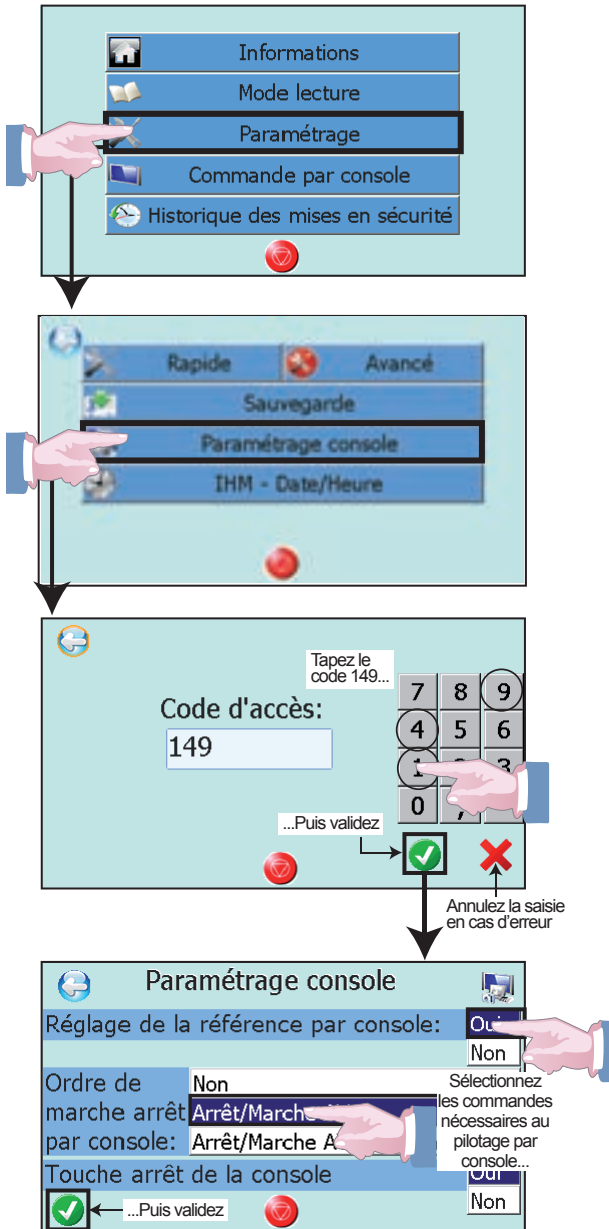 Informations
Mode lecture
Paramétrage
Commande par console
Historique des mises en sécurité
Rapide
Avancé
Sauvegarde
Paramétrage console
IHM - Date/Heure
Tapez le
code 149...
Code d'accès:
149
7 8 9
4 5 6
1 3
0 ,
...Puis validez
Annulez la saisie
en cas d'erreur
Paramétrage console
Réglage de la référence par console: Oui
Non
Ordre de
marche arrêt
par console:
Non
Arrêt/Marche
Arrêt/Marche A
Sélectionnez
les commandes
nécessaires au
pilotage par
console...
Touche arrêt de la console
Oui
Non
...Puis validez